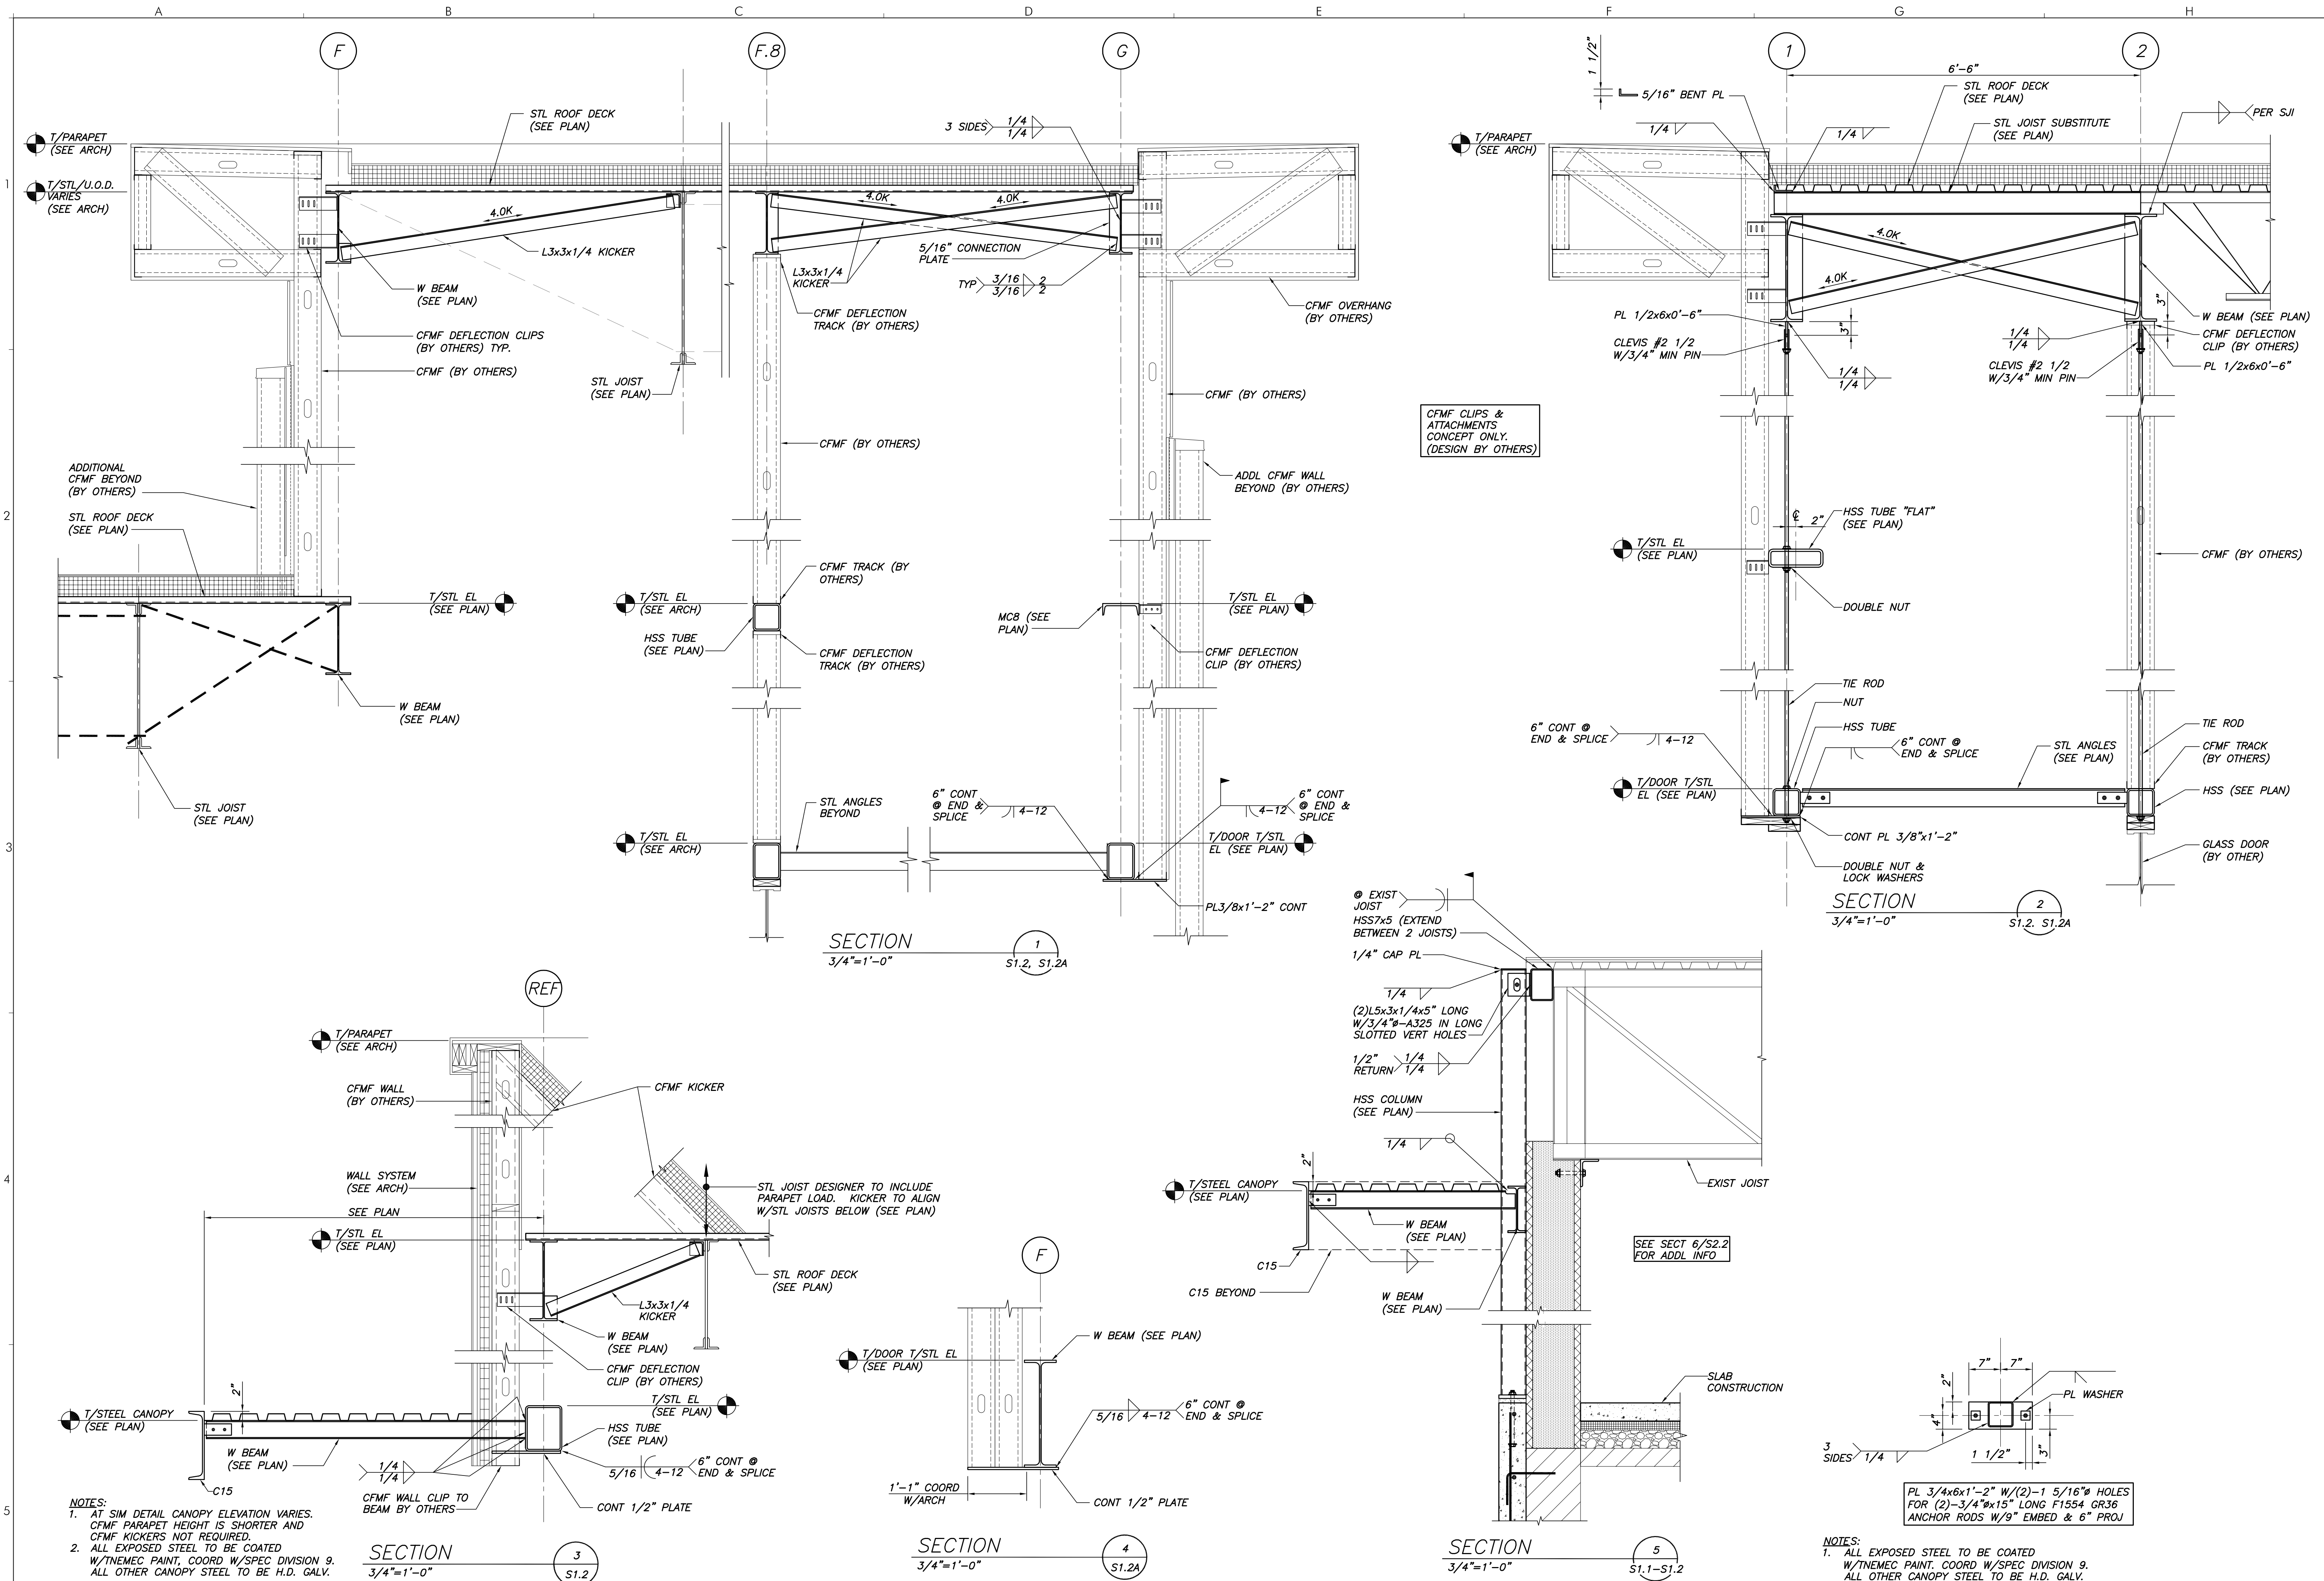 A
B
C
D
E
F
G
H
1
2
3
4
5
F
F.8
G
T/PARAPET
(SEE ARCH)
T/STL/U.O.D.
VARIES
(SEE ARCH)
STL ROOF DECK
(SEE PLAN)
3 SIDES
1/4
1/4
4.0K
4.0K
4.0K
L3x3x1/4 KICKER
5/16" CONNECTION
PLATE
L3x3x1/4
KICKER
TYP
3/16
3/16
2
2
W BEAM
(SEE PLAN)
CFMF DEFLECTION
TRACK (BY OTHERS)
CFMF OVERHANG
(BY OTHERS)
CFMF DEFLECTION CLIPS
(BY OTHERS) TYP.
CFMF (BY OTHERS)
STL JOIST
(SEE PLAN)
CFMF (BY OTHERS)
CFMF (BY OTHERS)
ADDITIONAL
CFMF BEYOND
(BY OTHERS)
ADDL CFMF WALL
BEYOND (BY OTHERS)
STL ROOF DECK
(SEE PLAN)
CFMF TRACK (BY
OTHERS)
T/STL EL
(SEE PLAN)
T/STL EL
(SEE ARCH)
MC8 (SEE
PLAN)
T/STL EL
(SEE PLAN)
HSS TUBE
(SEE PLAN)
CFMF DEFLECTION
TRACK (BY OTHERS)
CFMF DEFLECTION
CLIP (BY OTHERS)
W BEAM
(SEE PLAN)
STL JOIST
(SEE PLAN)
STL ANGLES
BEYOND
6" CONT
@ END &
SPLICE
4-12
4-12
6" CONT
@ END &
SPLICE
T/STL EL
(SEE ARCH)
T/DOOR T/STL
EL (SEE PLAN)
PL3/8x1'-2" CONT
SECTION
3/4"=1'-0"
1
S1.2, S1.2A
1
2
1 1/2"
5/16" BENT PL
6'-6"
STL ROOF DECK
(SEE PLAN)
STL JOIST SUBSTITUTE
(SEE PLAN)
PER SJI
1/4
1/4
T/PARAPET
(SEE ARCH)
4.0K
4.0K
PL 1/2x6x0'-6"
3"
3"
CLEVIS #2 1/2
W/3/4" MIN PIN
1/4
1/4
1/4
1/4
CLEVIS #2 1/2
W/3/4" MIN PIN
W BEAM (SEE PLAN)
CFMF DEFLECTION
CLIP (BY OTHERS)
PL 1/2x6x0'-6"
CFMF CLIPS &
ATTACHMENTS
CONCEPT ONLY.
(DESIGN BY OTHERS)
℄
2"
HSS TUBE "FLAT"
(SEE PLAN)
T/STL EL
(SEE PLAN)
CFMF (BY OTHERS)
DOUBLE NUT
TIE ROD
NUT
HSS TUBE
6" CONT @
END & SPLICE
4-12
6" CONT @
END & SPLICE
STL ANGLES
(SEE PLAN)
TIE ROD
CFMF TRACK
(BY OTHERS)
T/DOOR T/STL
EL (SEE PLAN)
HSS (SEE PLAN)
CONT PL 3/8"x1'-2"
DOUBLE NUT &
LOCK WASHERS
GLASS DOOR
(BY OTHER)
SECTION
3/4"=1'-0"
2
S1.2. S1.2A
REF
T/PARAPET
(SEE ARCH)
CFMF WALL
(BY OTHERS)
CFMF KICKER
WALL SYSTEM
(SEE ARCH)
STL JOIST DESIGNER TO INCLUDE
PARAPET LOAD. KICKER TO ALIGN
W/STL JOISTS BELOW (SEE PLAN)
SEE PLAN
T/STL EL
(SEE PLAN)
STL ROOF DECK
(SEE PLAN)
L3x3x1/4
KICKER
W BEAM
(SEE PLAN)
CFMF DEFLECTION
CLIP (BY OTHERS)
2"
T/STEEL CANOPY
(SEE PLAN)
T/STL EL
(SEE PLAN)
HSS TUBE
(SEE PLAN)
W BEAM
(SEE PLAN)
1/4
1/4
5/16
4-12
6" CONT @
END & SPLICE
C15
CFMF WALL CLIP TO
BEAM BY OTHERS
CONT 1/2" PLATE
NOTES:
1. AT SIM DETAIL CANOPY ELEVATION VARIES.
CFMF PARAPET HEIGHT IS SHORTER AND
CFMF KICKERS NOT REQUIRED.
2. ALL EXPOSED STEEL TO BE COATED
W/TNEMEC PAINT, COORD W/SPEC DIVISION 9.
ALL OTHER CANOPY STEEL TO BE H.D. GALV.
SECTION
3/4"=1'-0"
3
S1.2
F
W BEAM (SEE PLAN)
T/DOOR T/STL EL
(SEE PLAN)
5/16
4-12
6" CONT @
END & SPLICE
1'-1" COORD
W/ARCH
CONT 1/2" PLATE
SECTION
3/4"=1'-0"
4
S1.2A
@ EXIST
JOIST
HSS7x5 (EXTEND
BETWEEN 2 JOISTS)
1/4" CAP PL
1/4
(2)L5x3x1/4x5" LONG
W/3/4"ø-A325 IN LONG
SLOTTED VERT HOLES
1/2"
RETURN
1/4
1/4
HSS COLUMN
(SEE PLAN)
1/4
2"
T/STEEL CANOPY
(SEE PLAN)
EXIST JOIST
W BEAM
(SEE PLAN)
C15
C15 BEYOND
W BEAM
(SEE PLAN)
SEE SECT 6/S2.2
FOR ADDL INFO
SLAB
CONSTRUCTION
SECTION
3/4"=1'-0"
5
S1.1-S1.2
7"
7"
2"
4"
PL WASHER
3
SIDES
1/4
1 1/2"
3"
PL 3/4x6x1'-2" W/(2)-1 5/16"ø HOLES
FOR (2)-3/4"øx15" LONG F1554 GR36
ANCHOR RODS W/9" EMBED & 6" PROJ
NOTES:
1. ALL EXPOSED STEEL TO BE COATED
W/TNEMEC PAINT. COORD W/SPEC DIVISION 9.
ALL OTHER CANOPY STEEL TO BE H.D. GALV.